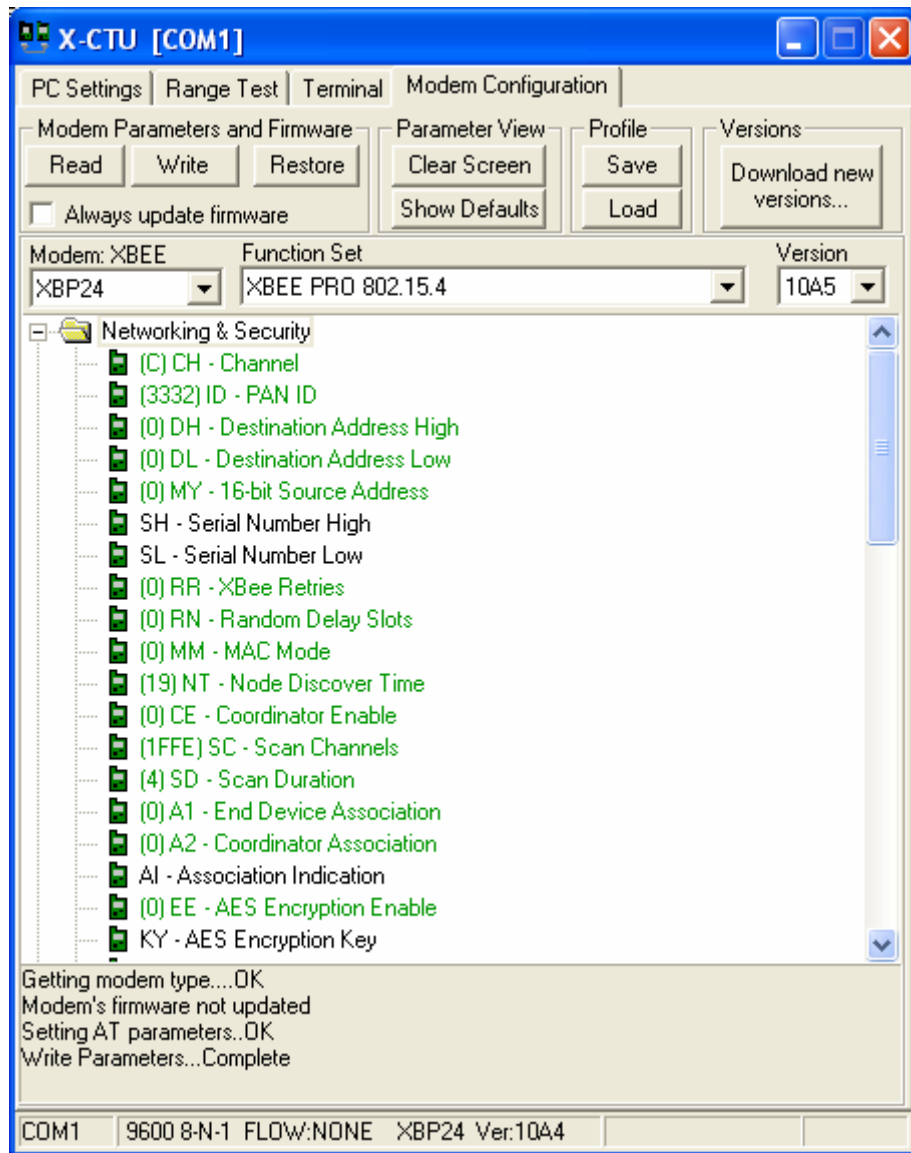 X-CTU [COM1]
PC Settings Range Test Terminal Modem Configuration
Modem Parameters and Firmware Parameter View Profile Versions
Read Write Restore Clear Screen Save Download new versions...
Always update firmware Show Defaults Load
Modem: XBEE Function Set Version
XBP24 XBEE PRO 802.15.4 10A5
Networking & Security
(C) CH - Channel
(3332) ID - PAN ID
(0) DH - Destination Address High
(0) DL - Destination Address Low
(0) MY - 16-bit Source Address
SH - Serial Number High
SL - Serial Number Low
(0) RR - XBee Retries
(0) RN - Random Delay Slots
(0) MM - MAC Mode
(19) NT - Node Discover Time
(0) CE - Coordinator Enable
(1FFE) SC - Scan Channels
(4) SD - Scan Duration
(0) A1 - End Device Association
(0) A2 - Coordinator Association
AI - Association Indication
(0) EE - AES Encryption Enable
KY - AES Encryption Key
Getting modem type....OK
Modem's firmware not updated
Setting AT parameters..OK
Write Parameters...Complete
COM1 9600 8-N-1 FLOW:NONE XBP24 Ver:10A4